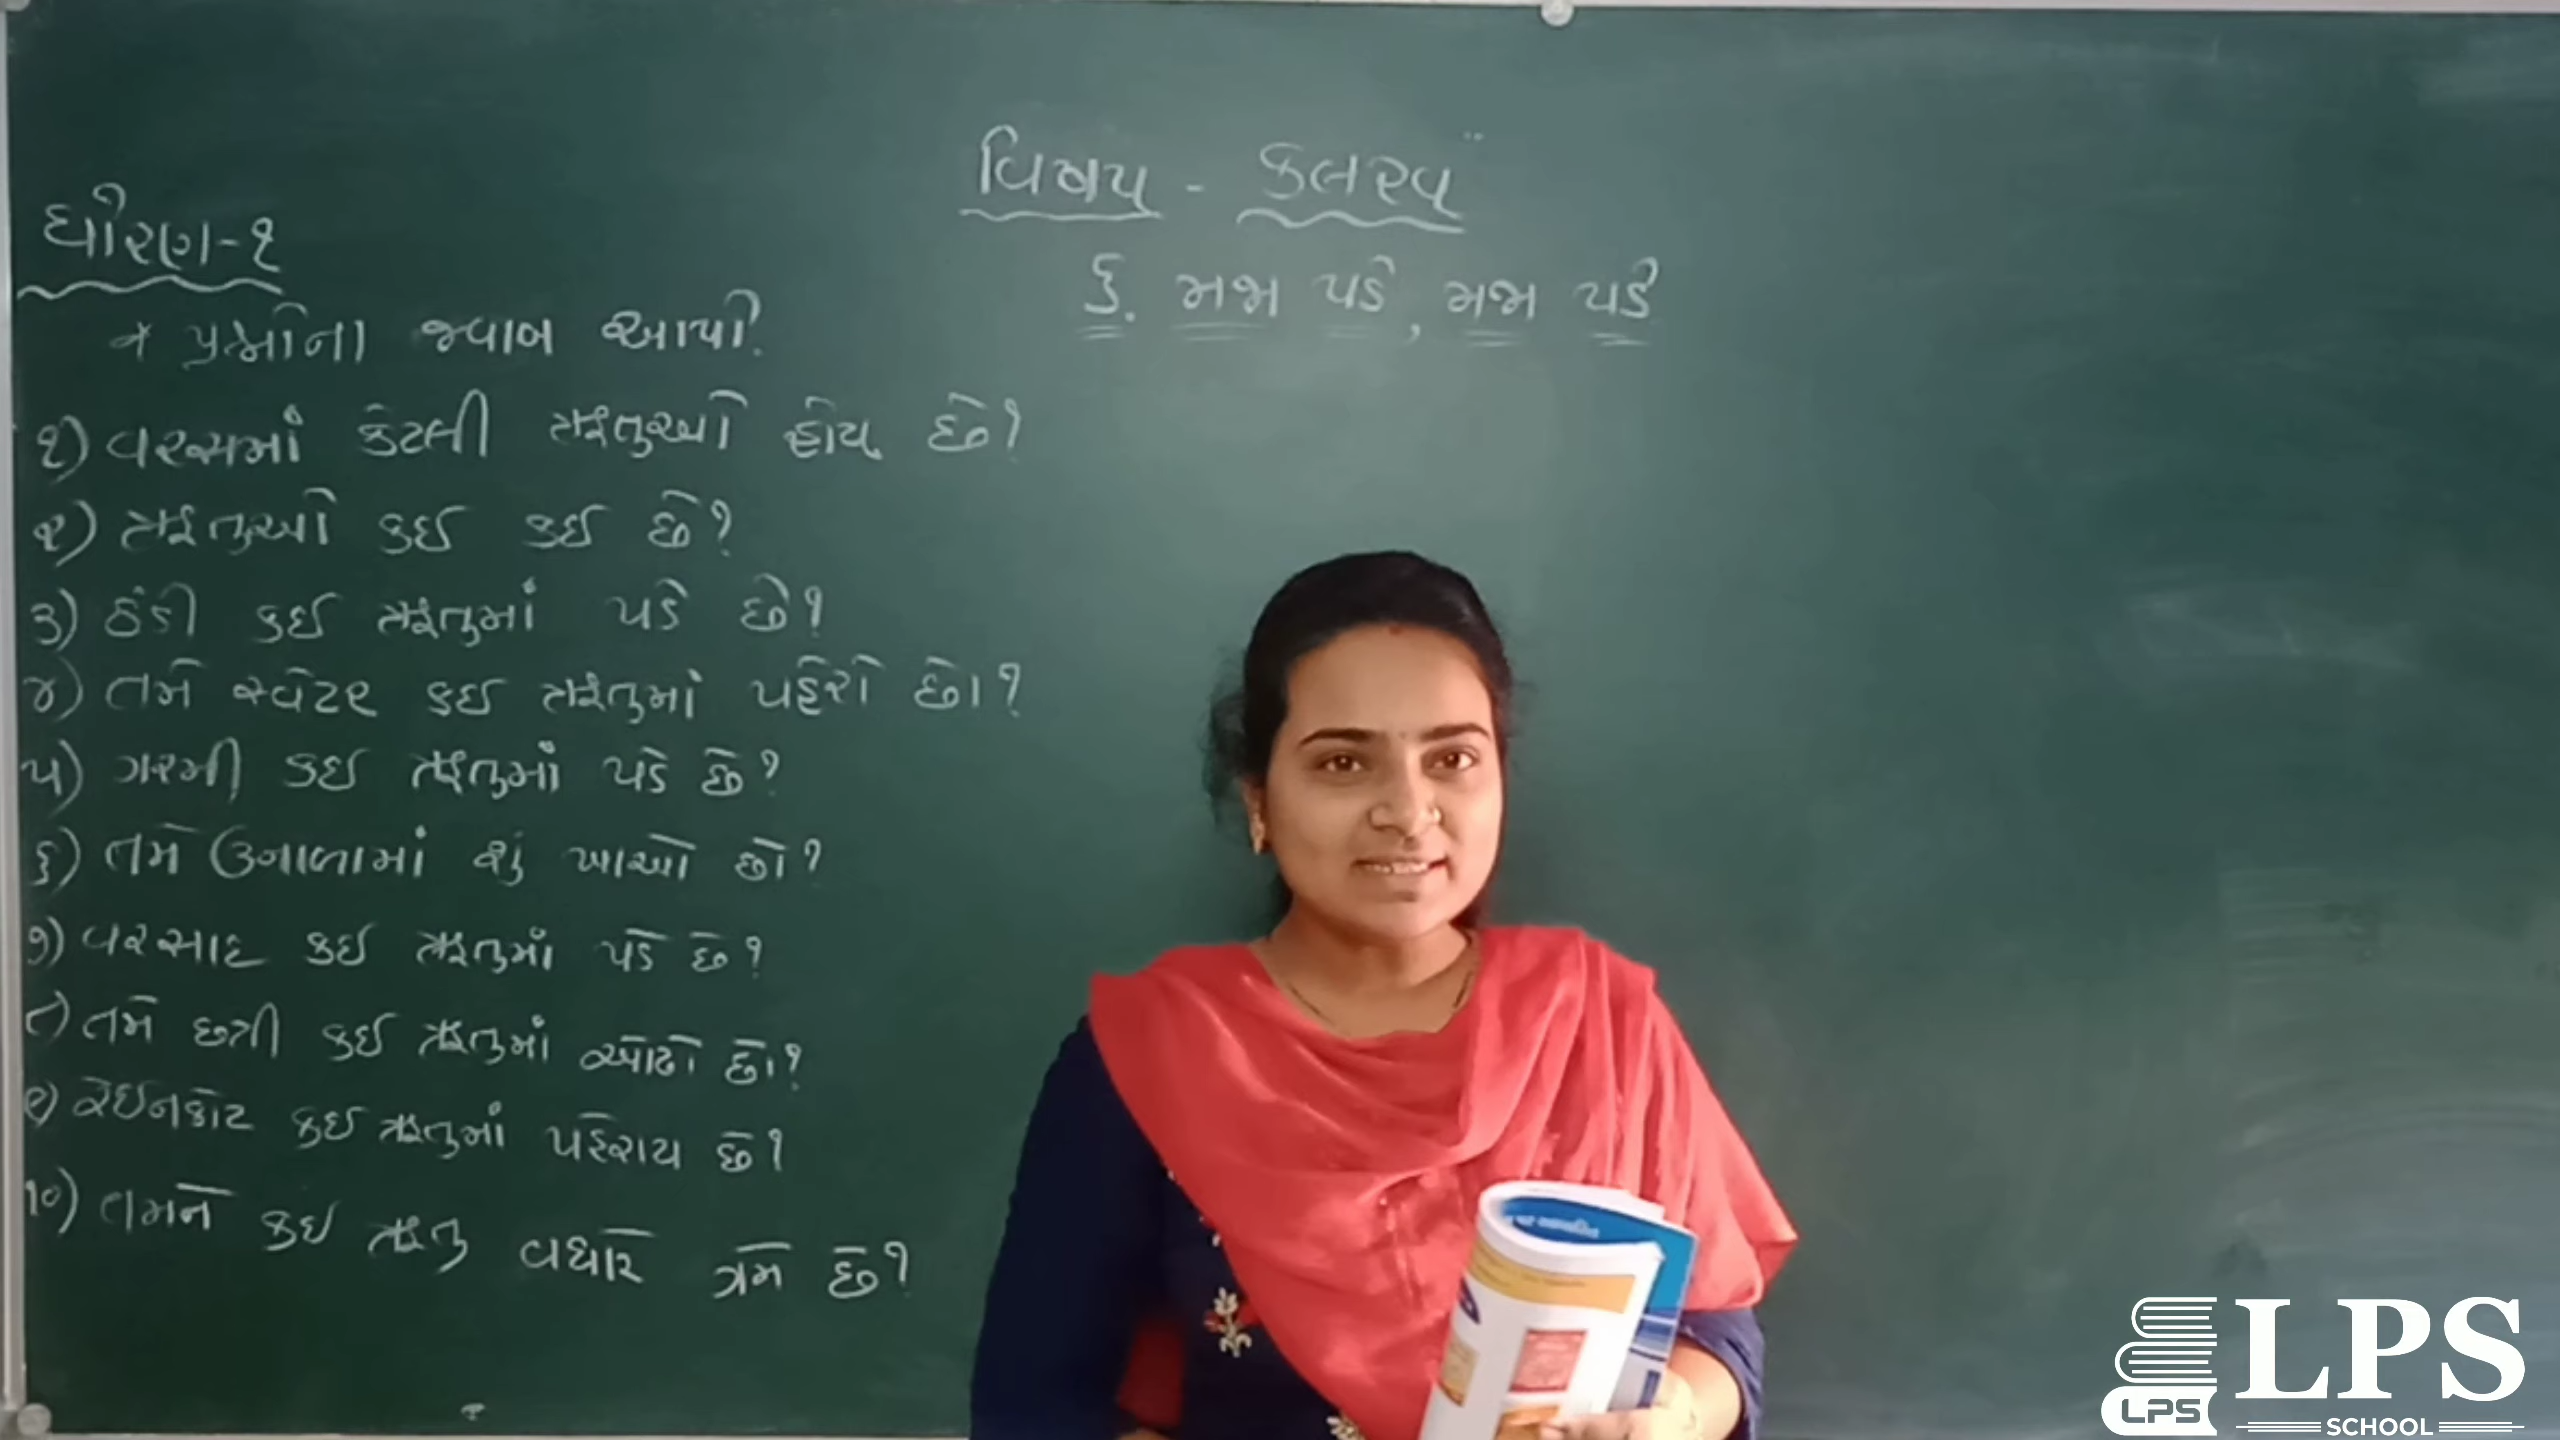 વિષય - કલરવ
ધોરણ-૧
૬. મજા પડે, મજા પડે
* પ્રશ્નોના જવાબ આપો.
૧) વરસમાં કેટલી ઋતુઓ હોય છે?
૨) ઋતુઓ કઈ કઈ છે?
૩) ઠંડી કઈ ઋતુમાં પડે છે?
૪) તમે સ્વેટર કઈ ઋતુમાં પહેરો છો?
૫) ગરમી કઈ ઋતુમાં પડે છે?
૬) તમે ઉનાળામાં શું ખાઓ છો?
૭) વરસાદ કઈ ઋતુમાં પડે છે?
૮) તમે છત્રી કઈ ઋતુમાં ઓઢો છો?
૯) રેઈનકોટ કઈ ઋતુમાં પહેરાય છે?
૧૦) તમને કઈ ઋતુ વધારે ગમે છે?
LPS
LPS
SCHOOL